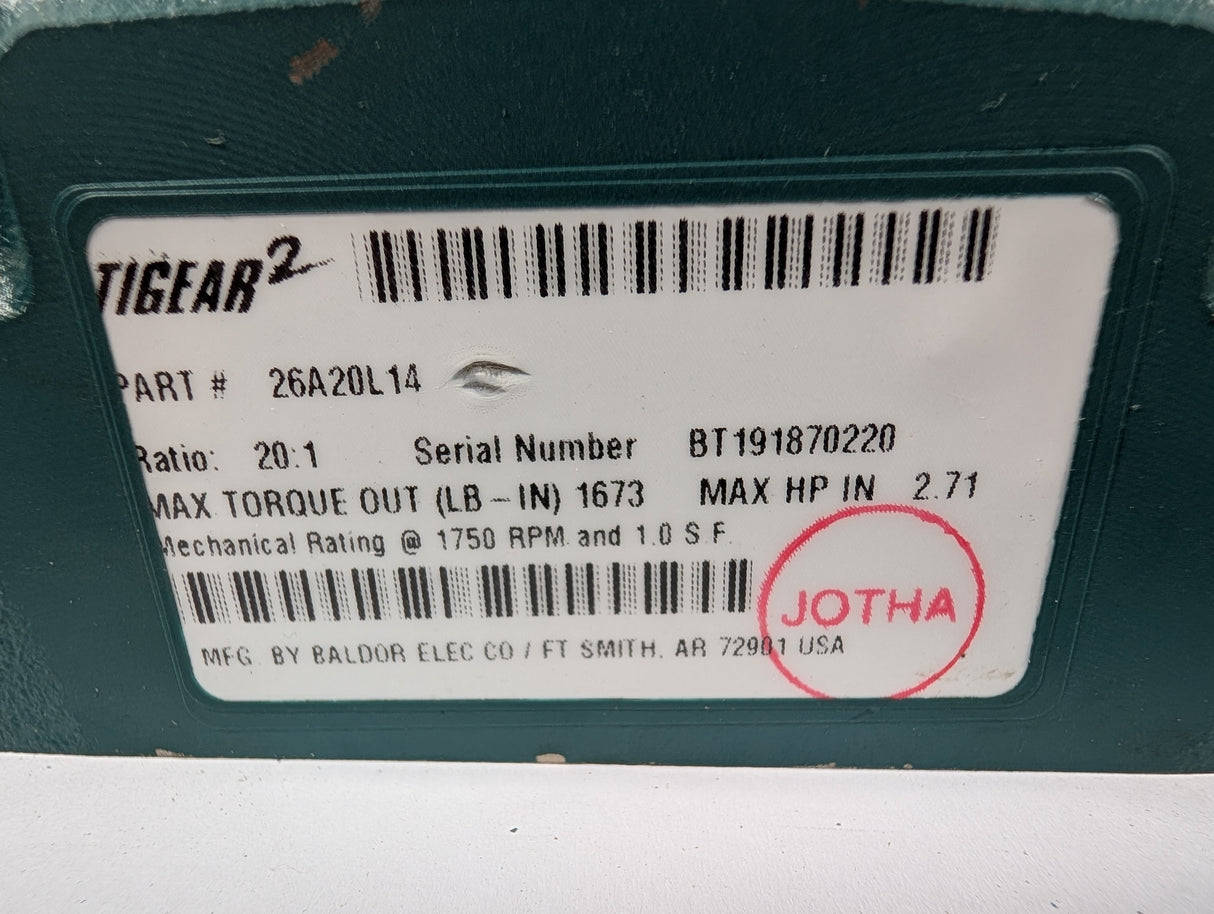 TIGEAR2
PART # 26A20L14
Ratio: 20:1 Serial Number BT191870220
MAX TORQUE OUT (LB – IN) 1673 MAX HP IN 2.71
Mechanical Rating @ 1750 RPM and 1.0 S.F.
MFG. BY BALDOR ELEC CO / FT SMITH, AR 72901 USA
JOTHA